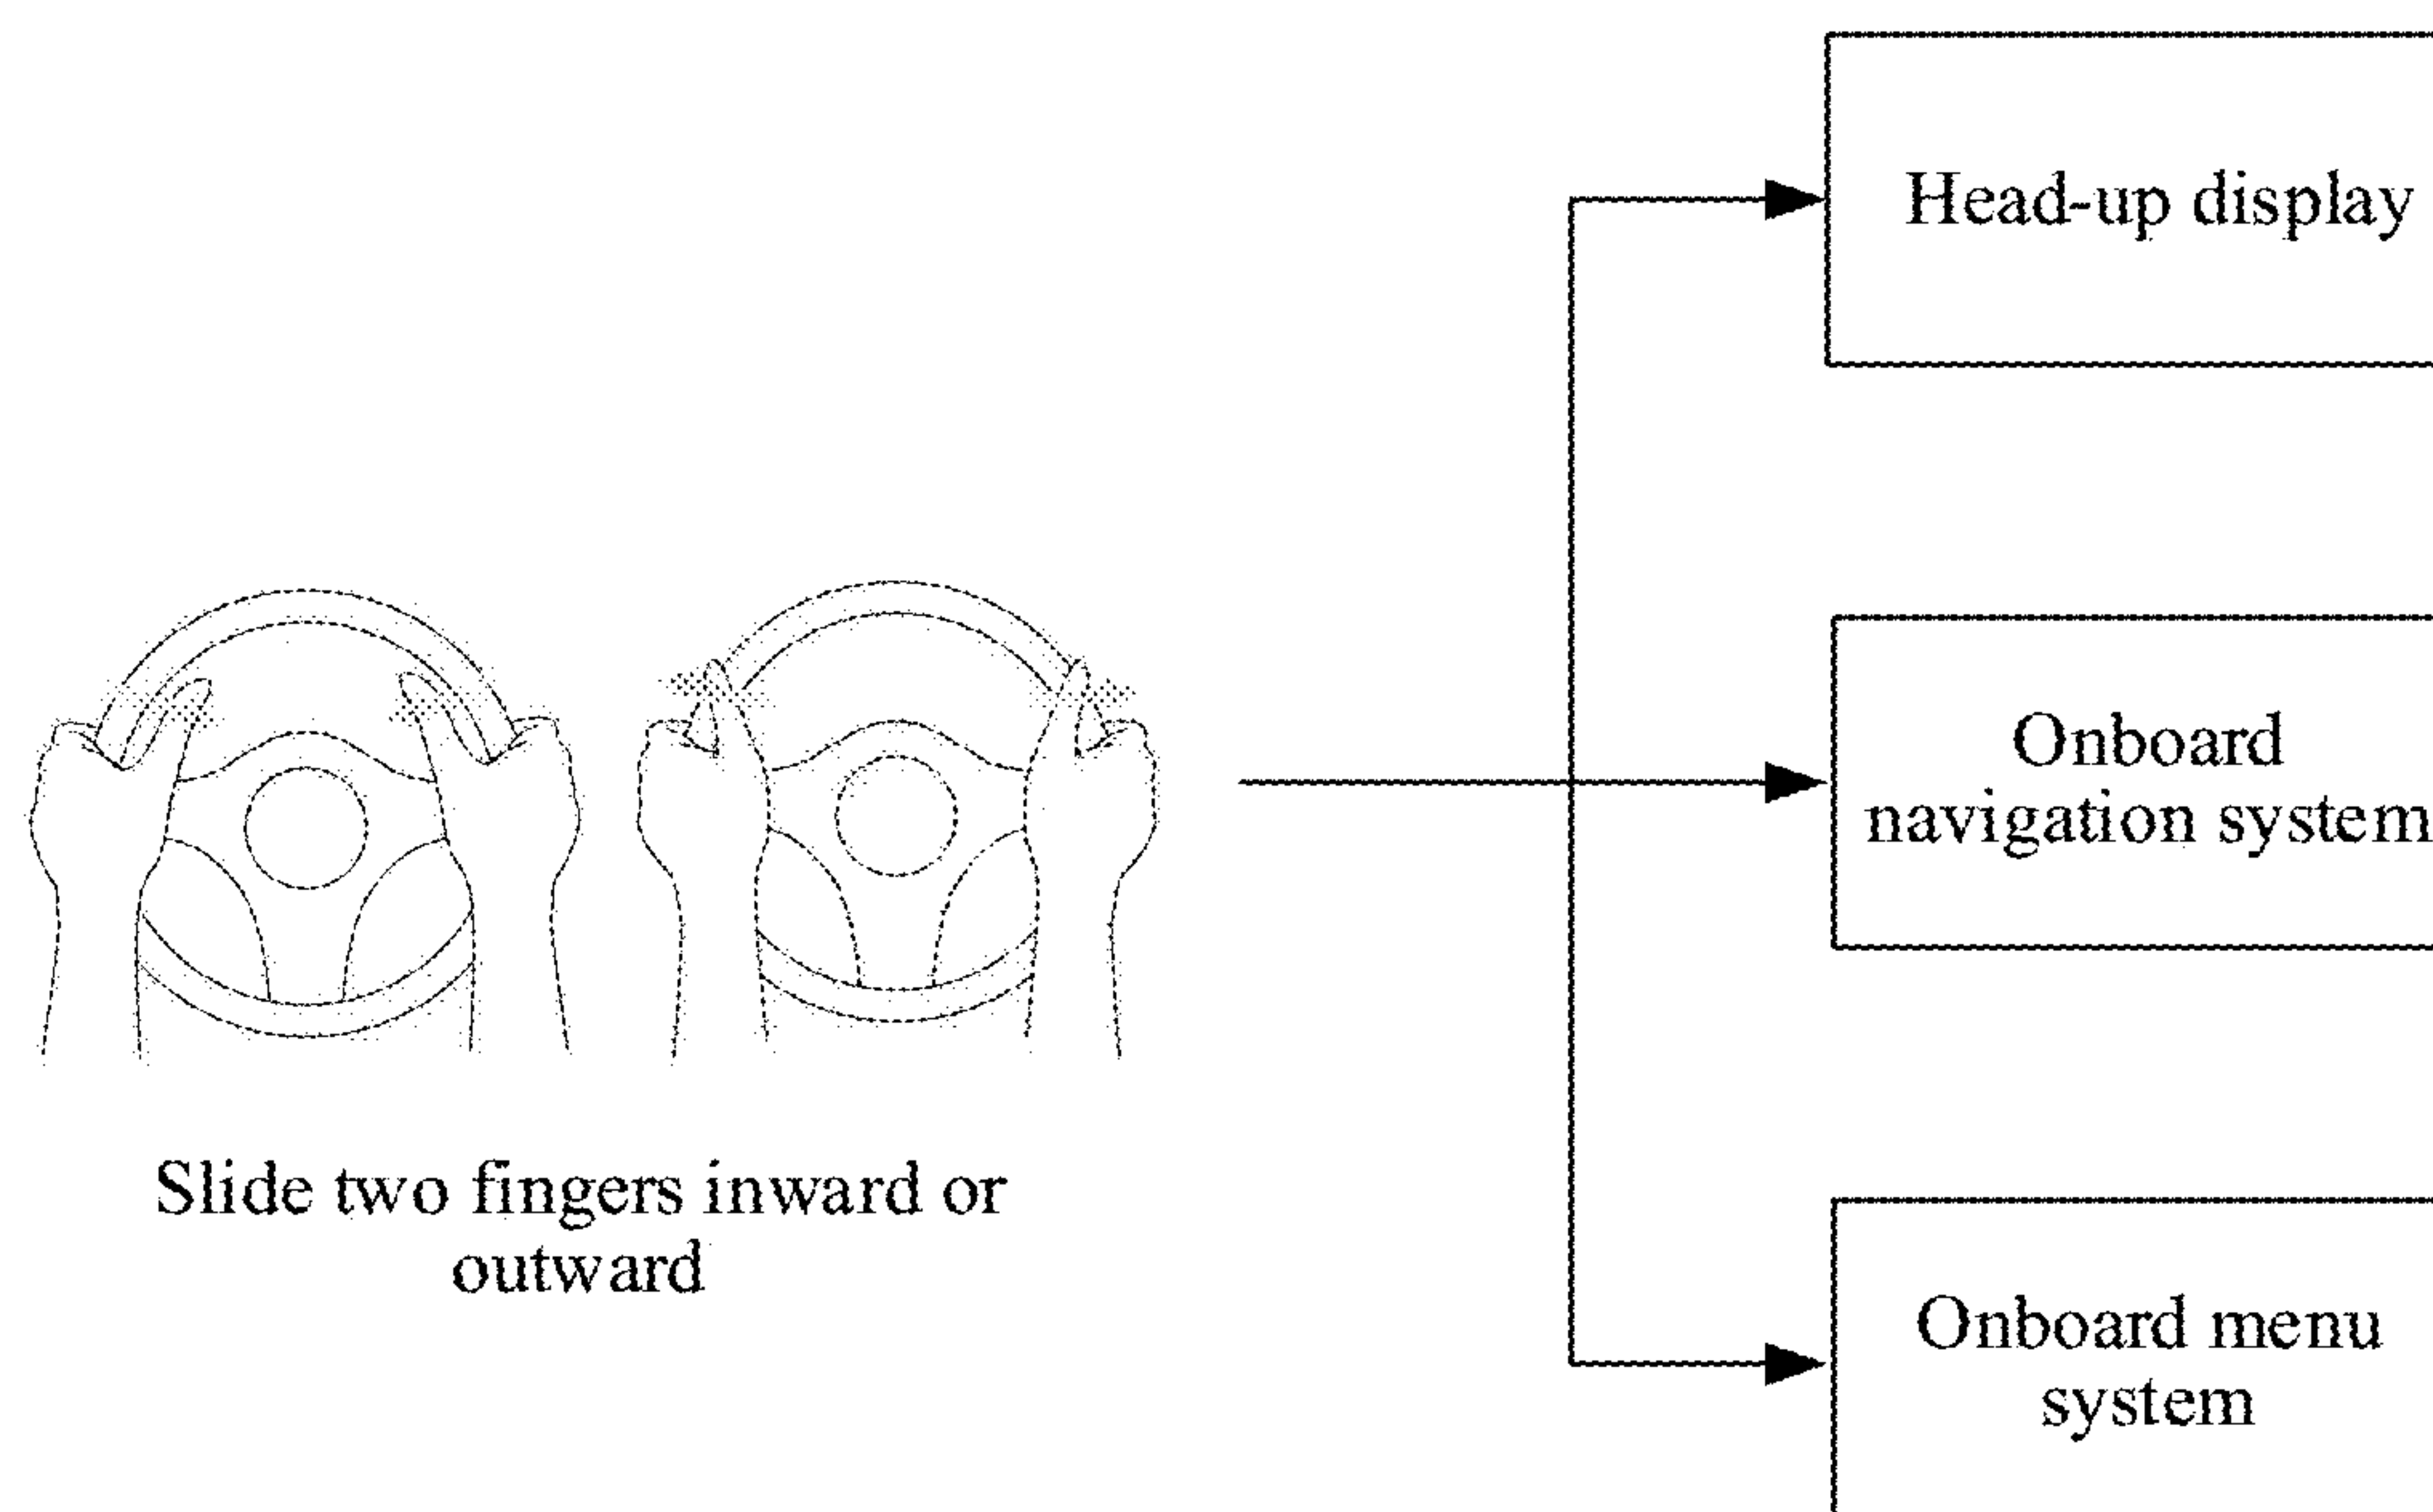 Head-up display
Onboard
navigation system
Slide two fingers inward or
outward
Onboard menu
system